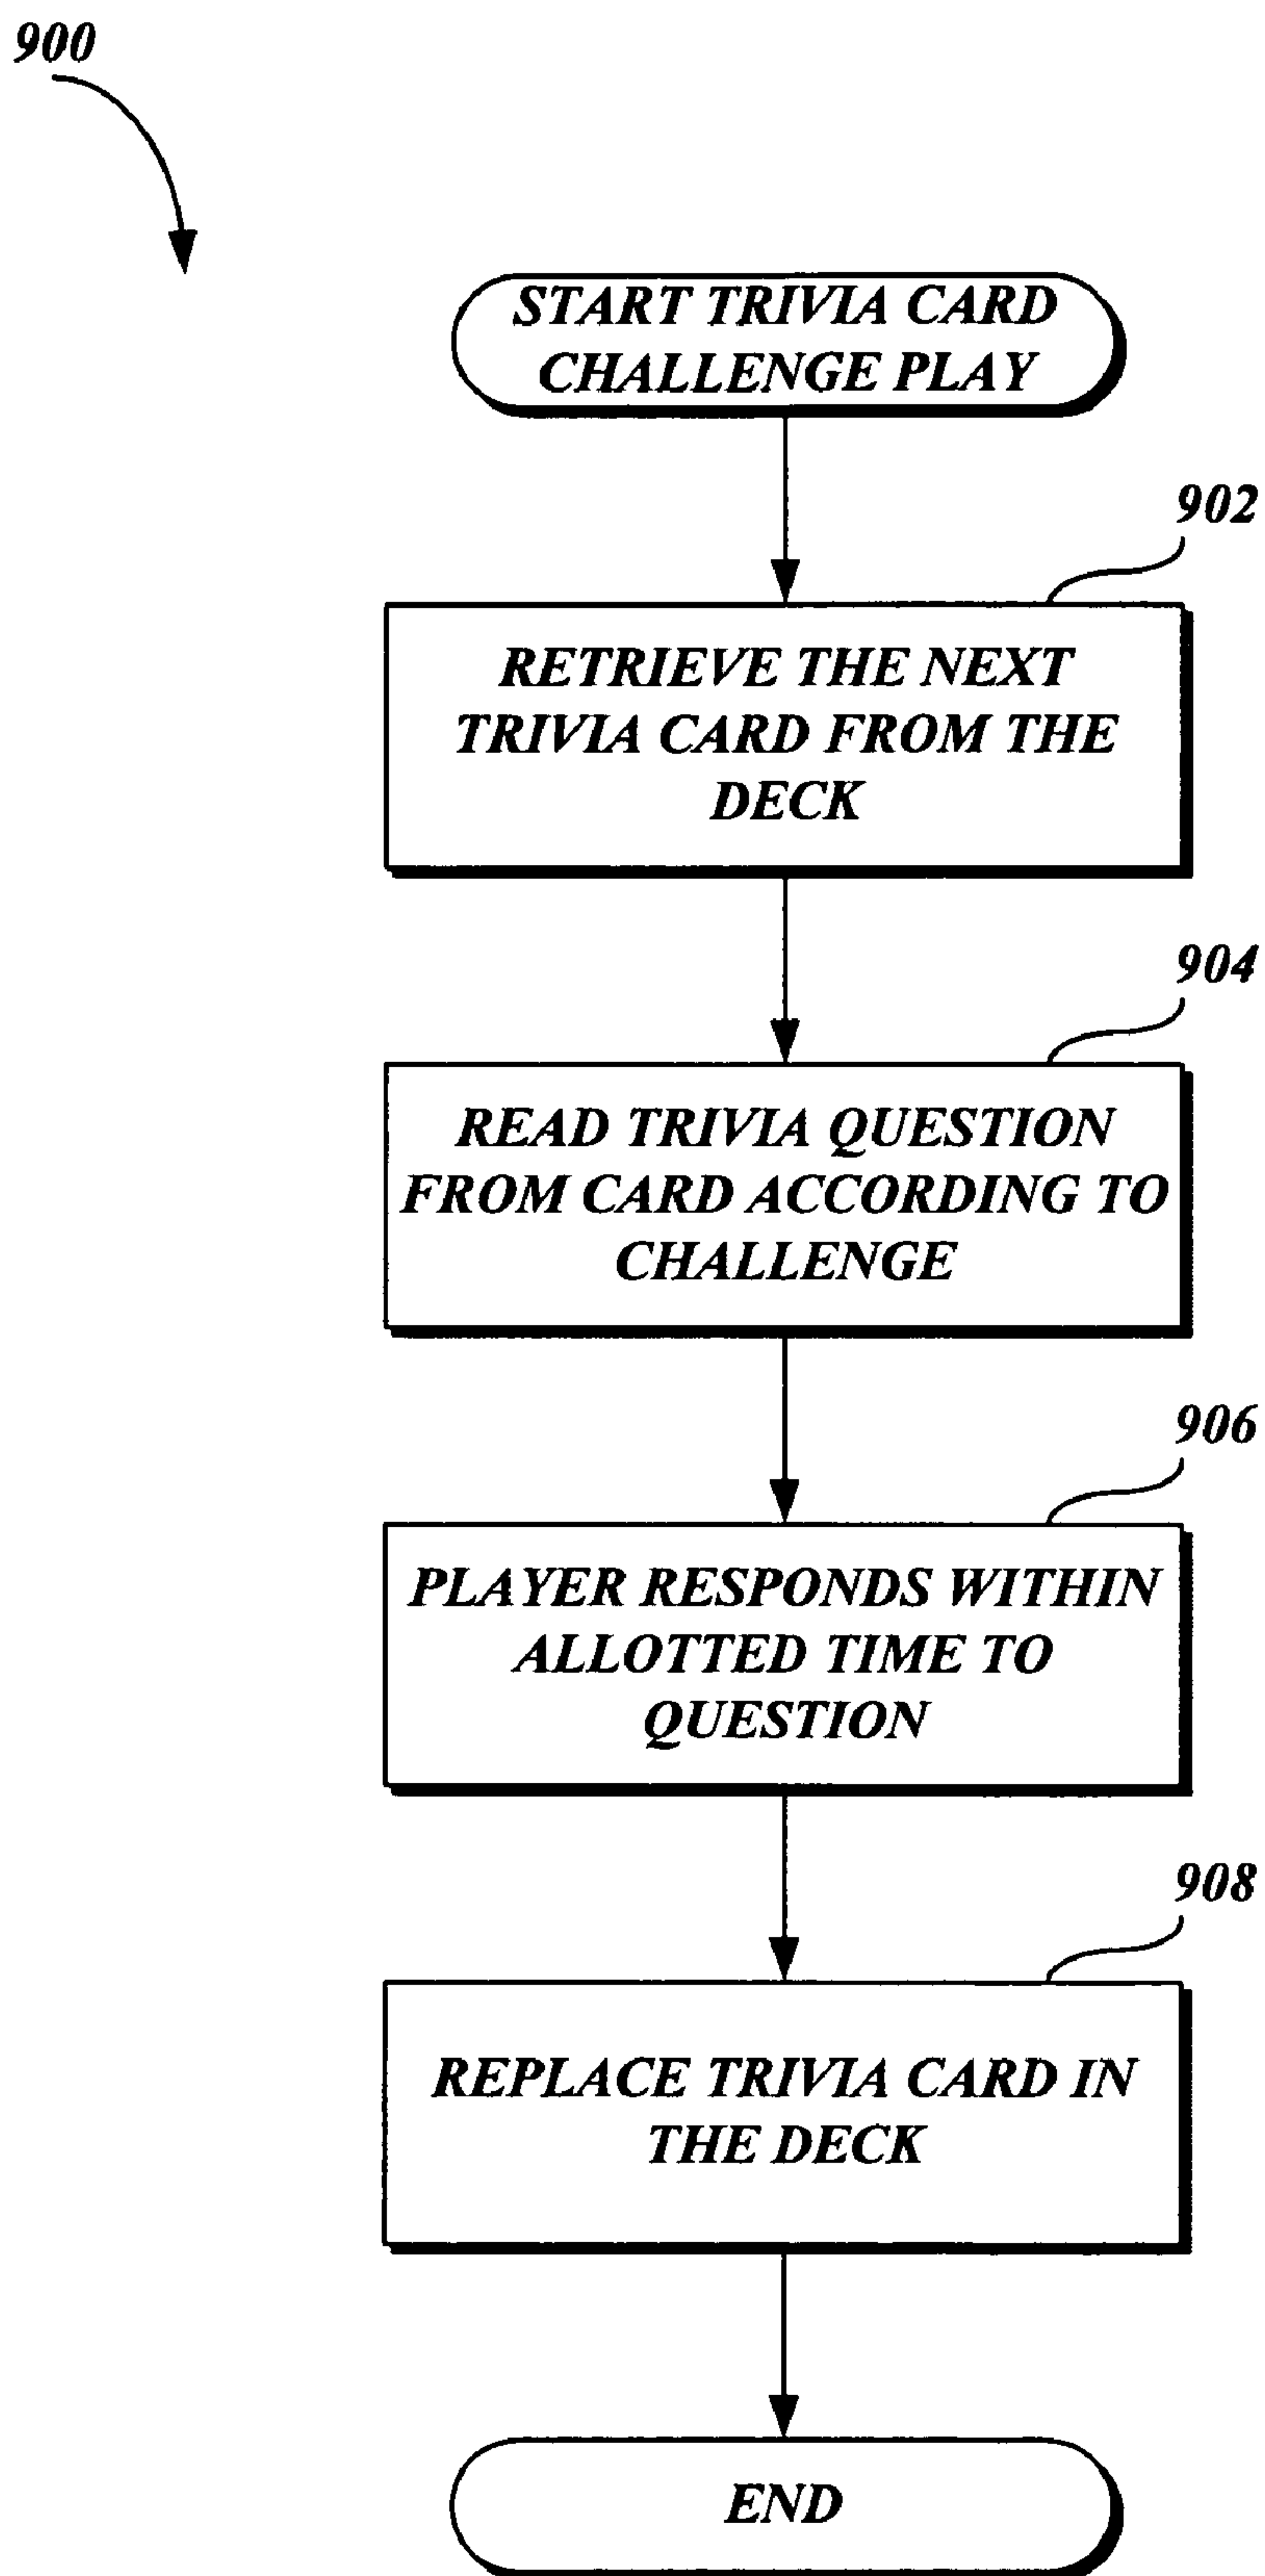 900
START TRIVIA CARD
CHALLENGE PLAY
902
RETRIEVE THE NEXT
TRIVIA CARD FROM THE
DECK
904
READ TRIVIA QUESTION
FROM CARD ACCORDING TO
CHALLENGE
906
PLAYER RESPONDS WITHIN
ALLOTTED TIME TO
QUESTION
908
REPLACE TRIVIA CARD IN
THE DECK
END